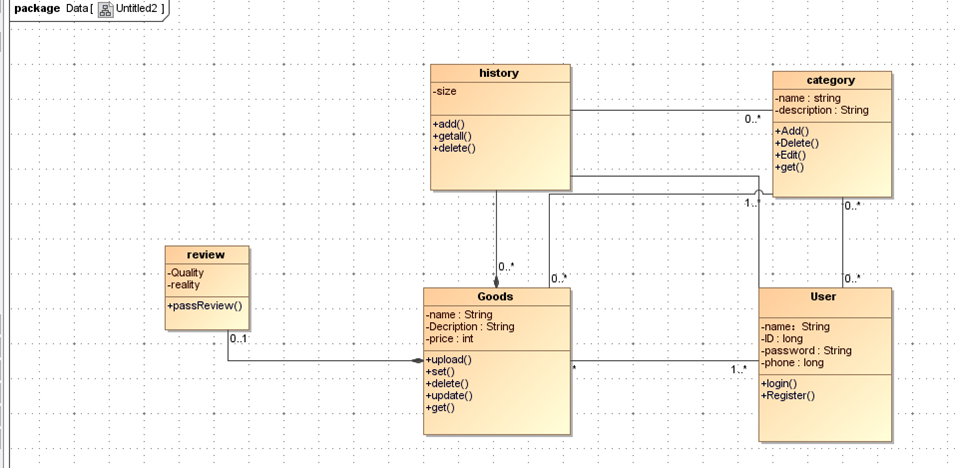 package Data [ Untitled2 ]
history
-size
+add()
+getall()
+delete()
category
-name : string
-description : String
+Add()
+Delete()
+Edit()
+get()
0..*
1..*
0..*
0..*
0..*
0..*
review
-Quality
-reality
+passReview()
0..1
Goods
-name : String
-Decription : String
-price : int
+upload()
+set()
+delete()
+update()
+get()
*
1..*
User
-name：String
-ID : long
-password : String
-phone : long
+login()
+Register()